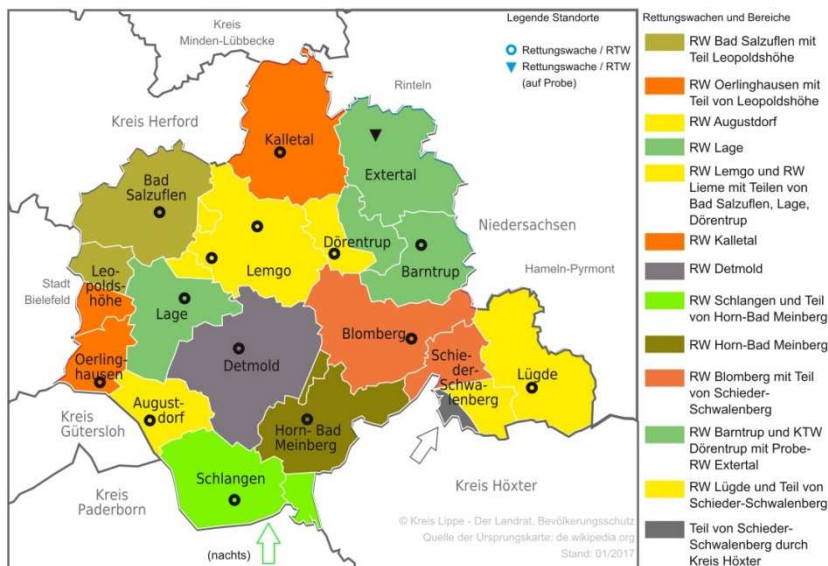 Kreis
Minden-Lübbecke
Legende Standorte
Rettungswache / RTW
Rettungswache / RTW
(auf Probe)
Rinteln
Kreis Herford
Kalletal
Extertal
Bad
Salzuflen
Niedersachsen
Dörentrup
Lemgo
Barntrup
Hameln-Pyrmont
Stadt
Bielefeld
Leo-
polds-
höhe
Lage
Blomberg
Oerling-
hausen
Detmold
Schie-
der-
Schwa-
lenberg
Lügde
August-
dorf
Kreis
Gütersloh
Horn- Bad
Meinberg
Schlangen
Kreis
Paderborn
Kreis Höxter
(nachts)
© Kreis Lippe - Der Landrat, Bevölkerungsschutz
Quelle der Ursprungskarte: de.wikipedia.org
Stand: 01/2017
Rettungswachen und Bereiche
RW Bad Salzuflen mit
Teil Leopoldshöhe
RW Oerlinghausen mit
Teil von Leopoldshöhe
RW Augustdorf
RW Lage
RW Lemgo und RW
Lieme mit Teilen von
Bad Salzuflen, Lage,
Dörentrup
RW Kalletal
RW Detmold
RW Schlangen und Teil
von Horn-Bad Meinberg
RW Horn-Bad Meinberg
RW Blomberg mit Teil
von Schieder-
Schwalenberg
RW Barntrup und KTW
Dörentrup mit Probe-
RW Extertal
RW Lügde und Teil von
Schieder-Schwalenberg
Teil von Schieder-
Schwalenberg durch
Kreis Höxter